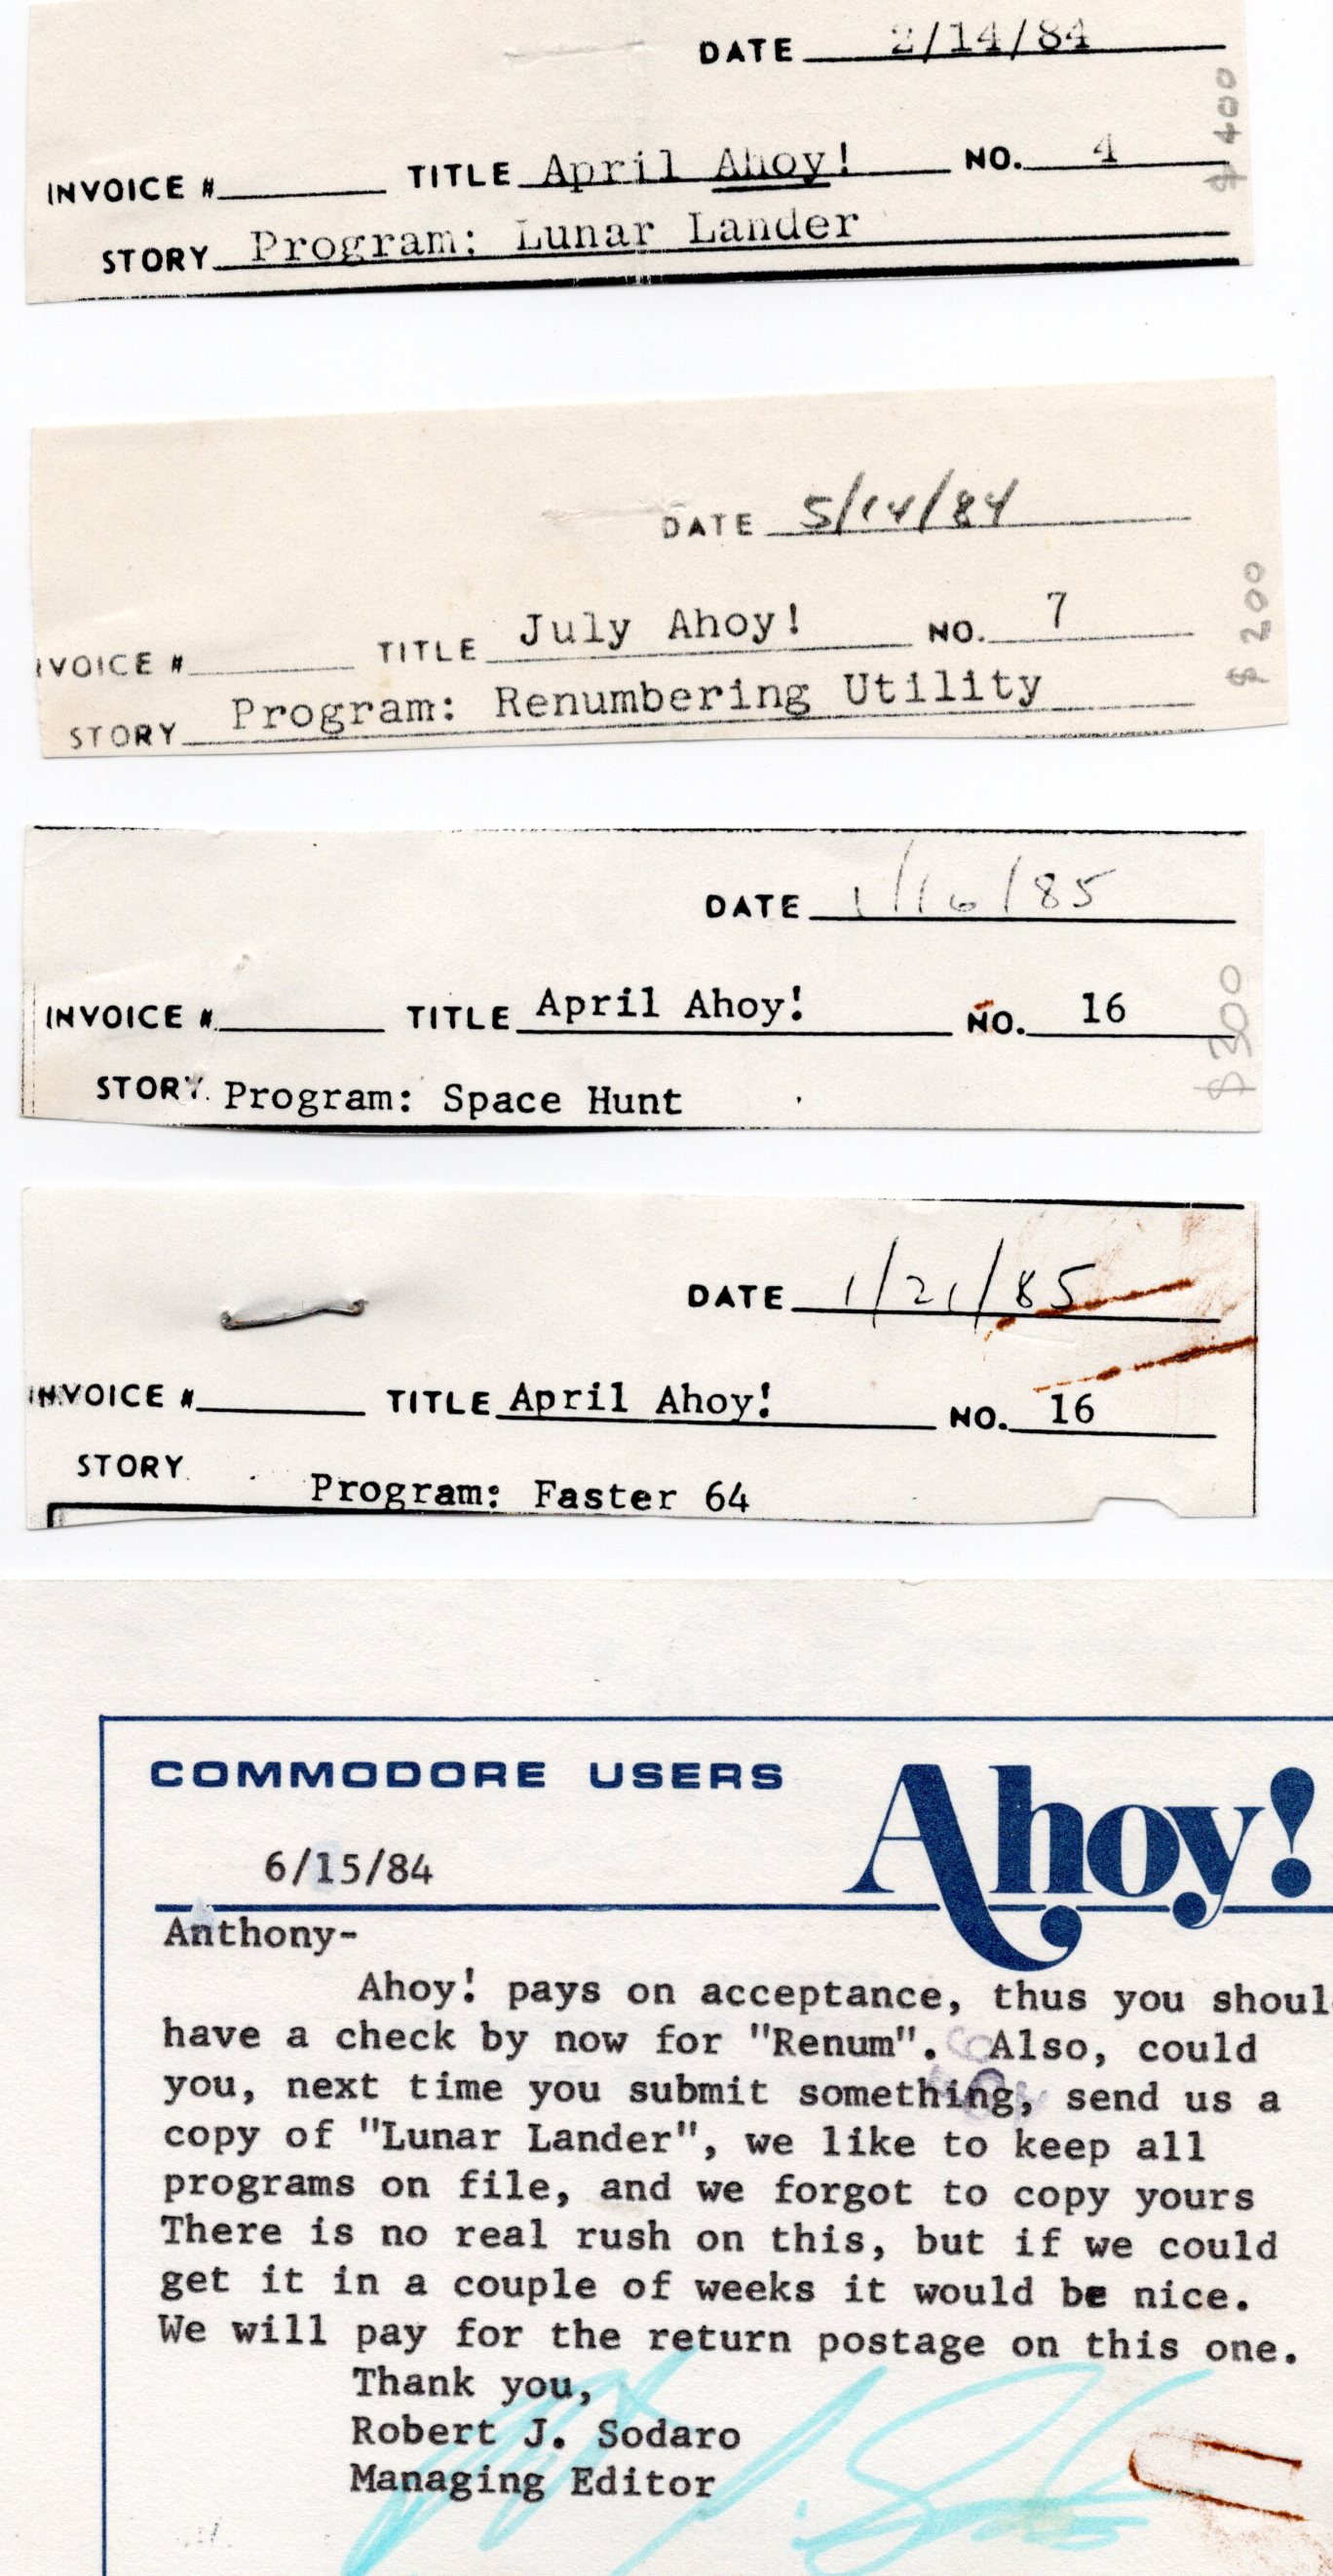 DATE 2/14/84
$400
INVOICE # TITLE April Ahoy! NO. 4
STORY Program: Lunar Lander
DATE 5/14/84
$200
VOICE # TITLE July Ahoy! NO. 7
STORY Program: Renumbering Utility
DATE 1/16/85
$300
INVOICE # TITLE April Ahoy! NO. 16
STORY Program: Space Hunt
DATE 1/21/85
INVOICE # TITLE April Ahoy! NO. 16
STORY Program: Faster 64
COMMODORE USERS Ahoy!
6/15/84
Anthony-
Ahoy! pays on acceptance, thus you shoul
have a check by now for "Renum". Also, could
you, next time you submit something, send us a
copy of "Lunar Lander", we like to keep all
programs on file, and we forgot to copy yours
There is no real rush on this, but if we could
get it in a couple of weeks it would be nice.
We will pay for the return postage on this one.
Thank you,
Robert J. Sodaro
Managing Editor